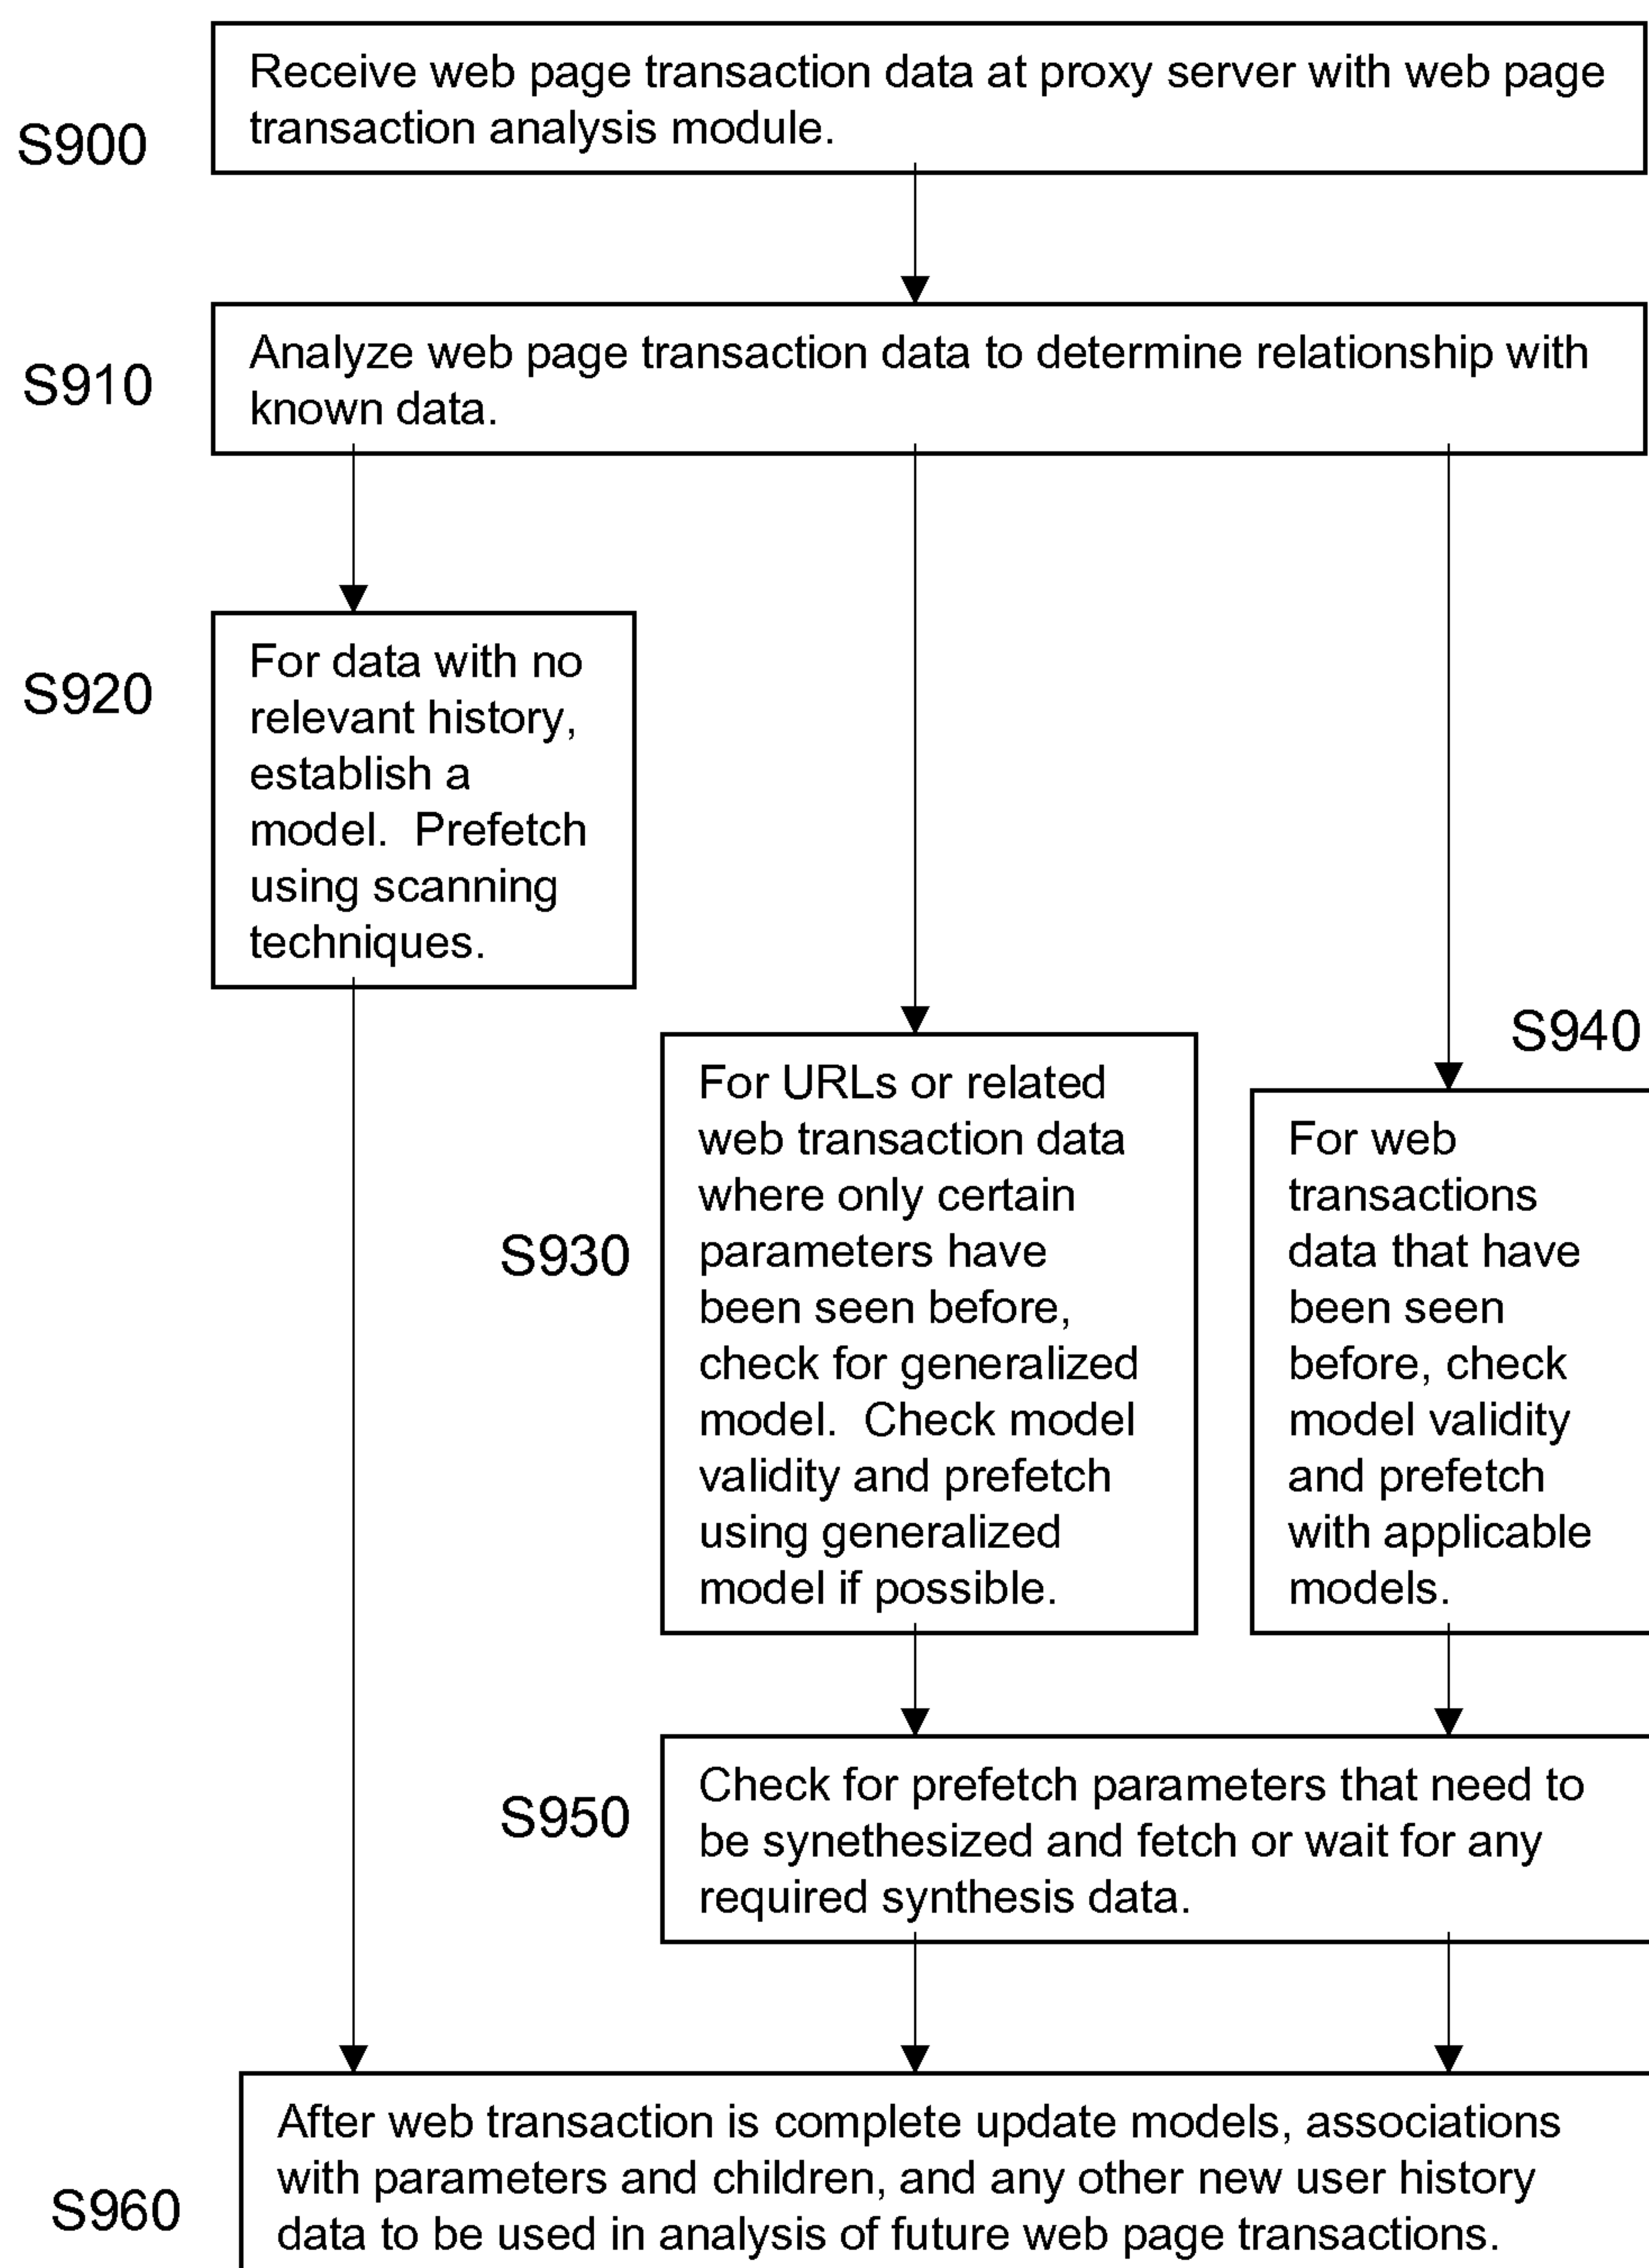 Receive web page transaction data at proxy server with web page
transaction analysis module.
S900
Analyze web page transaction data to determine relationship with
known data.
S910
S920
For data with no
relevant history,
establish a
model.  Prefetch
using scanning
techniques.
S930
For URLs or related
web transaction data
where only certain
parameters have
been seen before,
check for generalized
model.  Check model
validity and prefetch
using generalized
model if possible.
S940
For web
transactions
data that have
been seen
before, check
model validity
and prefetch
with applicable
models.
S950
Check for prefetch parameters that need to
be synethesized and fetch or wait for any
required synthesis data.
S960
After web transaction is complete update models, associations
with parameters and children, and any other new user history
data to be used in analysis of future web page transactions.